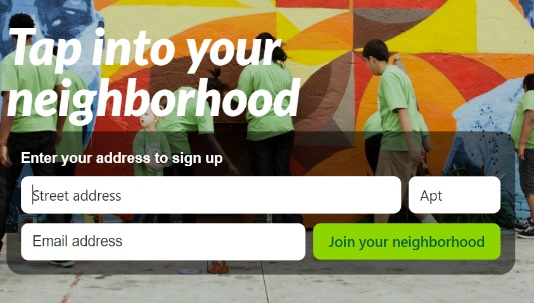 Tap into your
neighborhood
Enter your address to sign up
Street address
Apt
Email address
Join your neighborhood